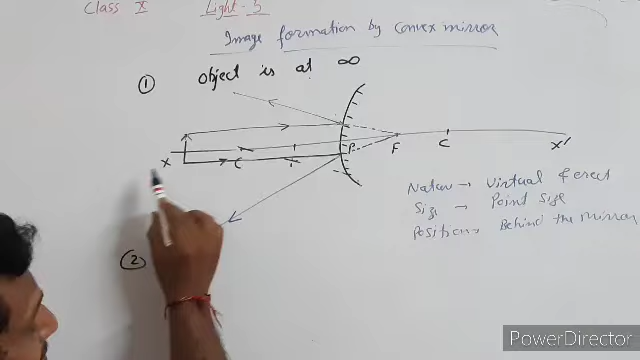 Class X Light-3
Image formation by Convex mirror
① object is at ∞
X C P F C X'
Nature → Virtual & erect
Size → Point size
Position → Behind the mirror
②
PowerDirector